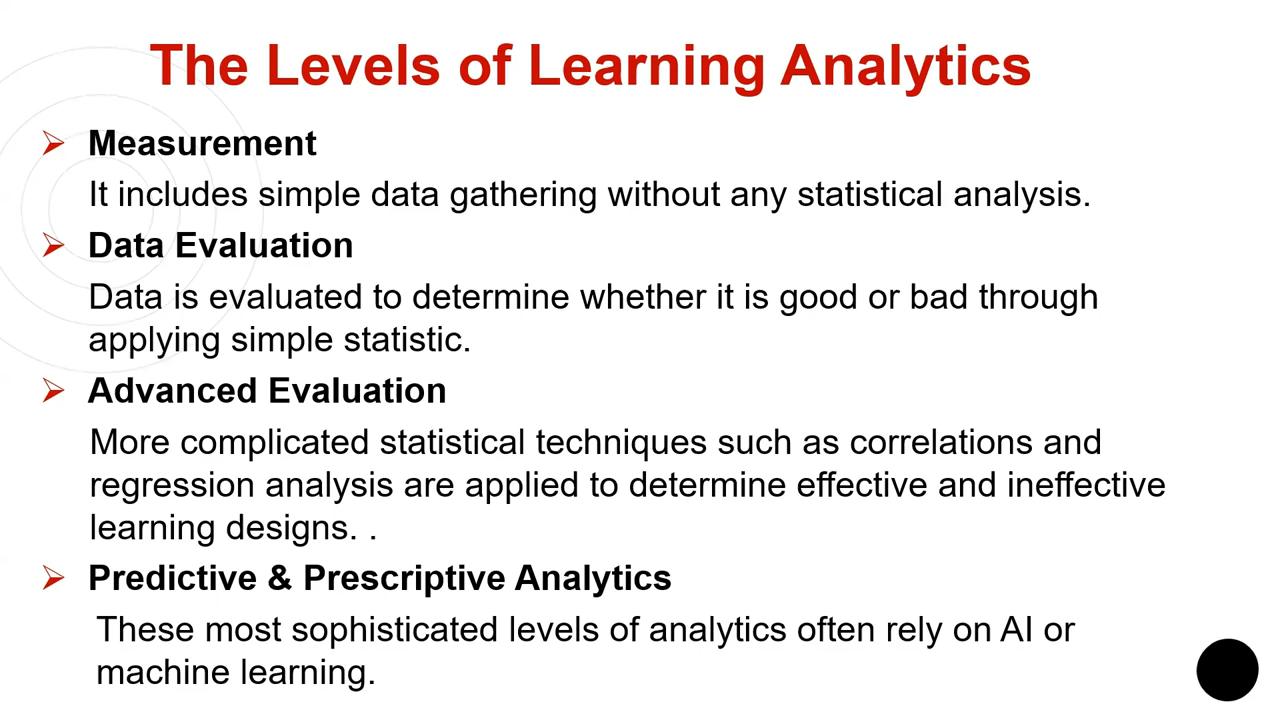 The Levels of Learning Analytics
Measurement
It includes simple data gathering without any statistical analysis.
Data Evaluation
Data is evaluated to determine whether it is good or bad through
applying simple statistic.
Advanced Evaluation
More complicated statistical techniques such as correlations and
regression analysis are applied to determine effective and ineffective
learning designs. .
Predictive & Prescriptive Analytics
These most sophisticated levels of analytics often rely on AI or
machine learning.